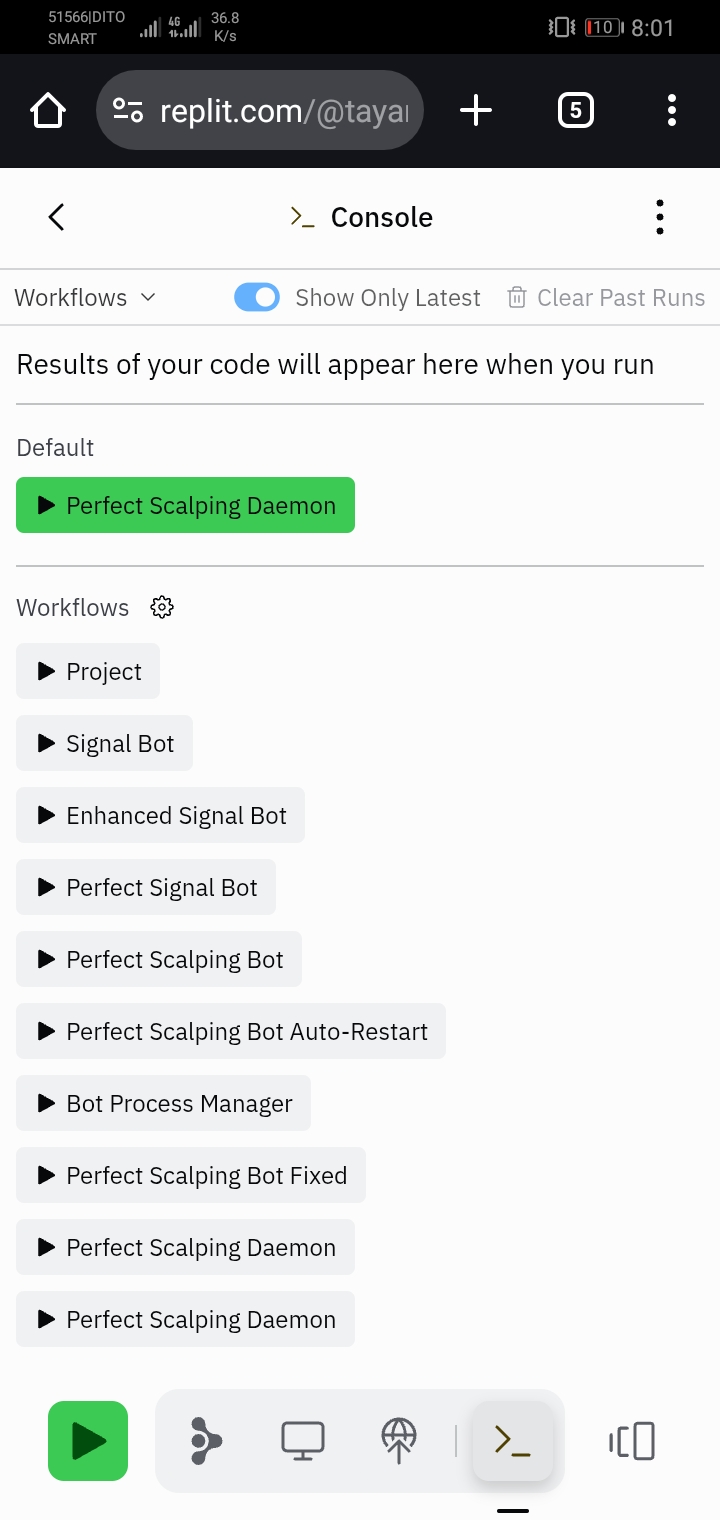 51566|DITO
SMART
4G
36.8
K/s
10
8:01
replit.com/@taya
5
>_ Console
Workflows
Show Only Latest
Clear Past Runs
Results of your code will appear here when you run
Default
Perfect Scalping Daemon
Workflows
Project
Signal Bot
Enhanced Signal Bot
Perfect Signal Bot
Perfect Scalping Bot
Perfect Scalping Bot Auto-Restart
Bot Process Manager
Perfect Scalping Bot Fixed
Perfect Scalping Daemon
Perfect Scalping Daemon